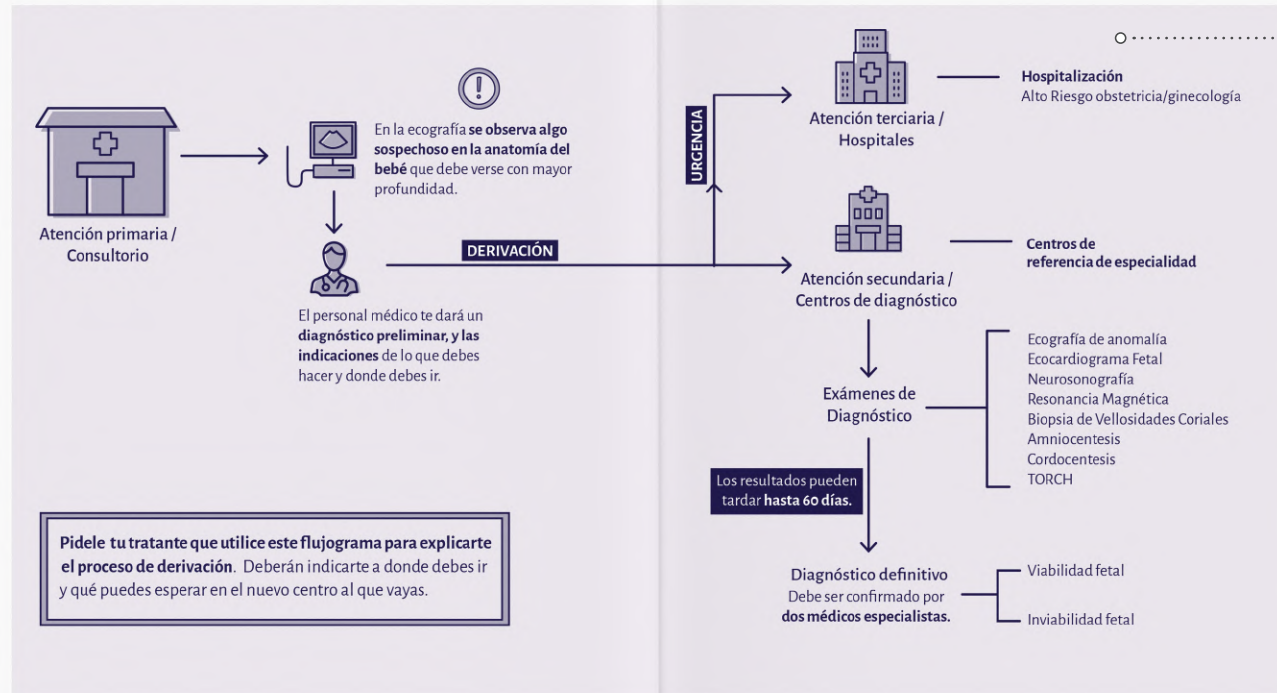 Atención primaria /
Consultorio
En la ecografía se observa algo
sospechoso en la anatomía del
bebé que debe verse con mayor
profundidad.
El personal médico te dará un
diagnóstico preliminar, y las
indicaciones de lo que debes
hacer y donde debes ir.
DERIVACIÓN
Pidele tu tratante que utilice este flujograma para explicarte
el proceso de derivación. Deberán indicarte a donde debes ir
y qué puedes esperar en el nuevo centro al que vayas.
URGENCIA
Atención terciaria /
Hospitales
Hospitalización
Alto Riesgo obstetricia/ginecología
Atención secundaria /
Centros de diagnóstico
Centros de
referencia de especialidad
Exámenes de
Diagnóstico
Ecografía de anomalía
Ecocardiograma Fetal
Neurosonografía
Resonancia Magnética
Biopsia de Vellosidades Coriales
Amniocentesis
Cordocentesis
TORCH
Los resultados pueden
tardar hasta 60 días.
Diagnóstico definitivo
Debe ser confirmado por
dos médicos especialistas.
Viabilidad fetal
Inviabilidad fetal